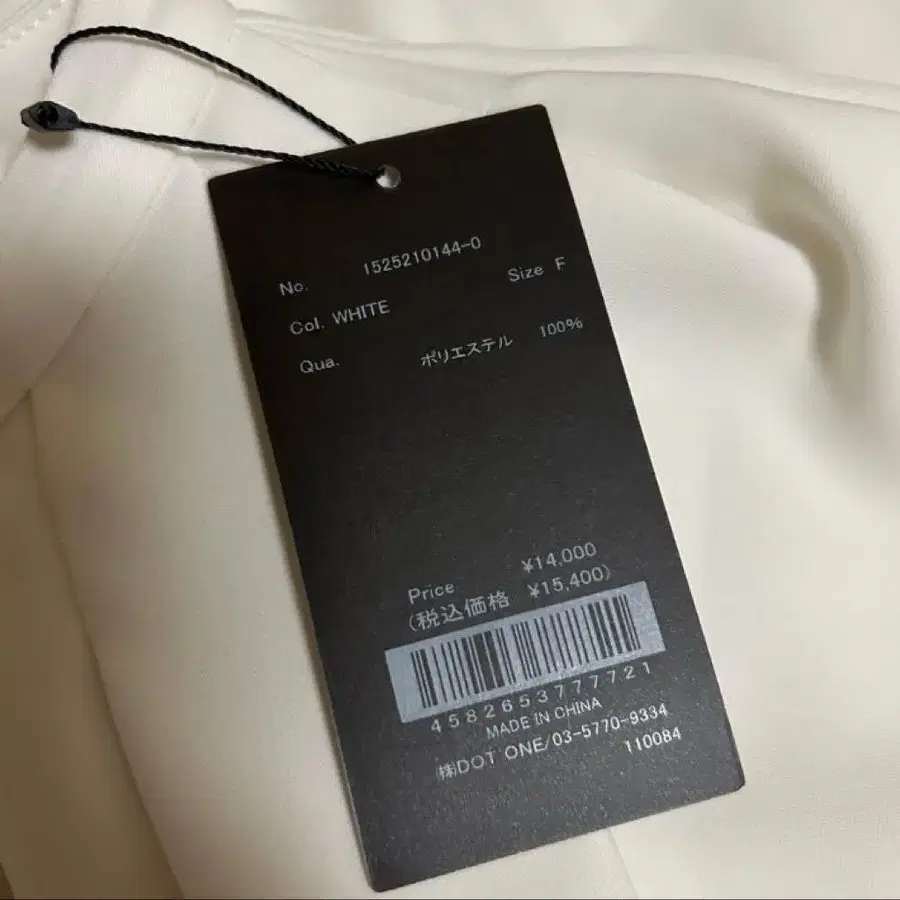 No. 1525210144-0
Col. WHITE Size F
Qua. ポリエステル 100%
Price ¥14,000
(税込価格 ¥15,400)
4582653777721
MADE IN CHINA
㈱DOT ONE/03-5770-9334
110084